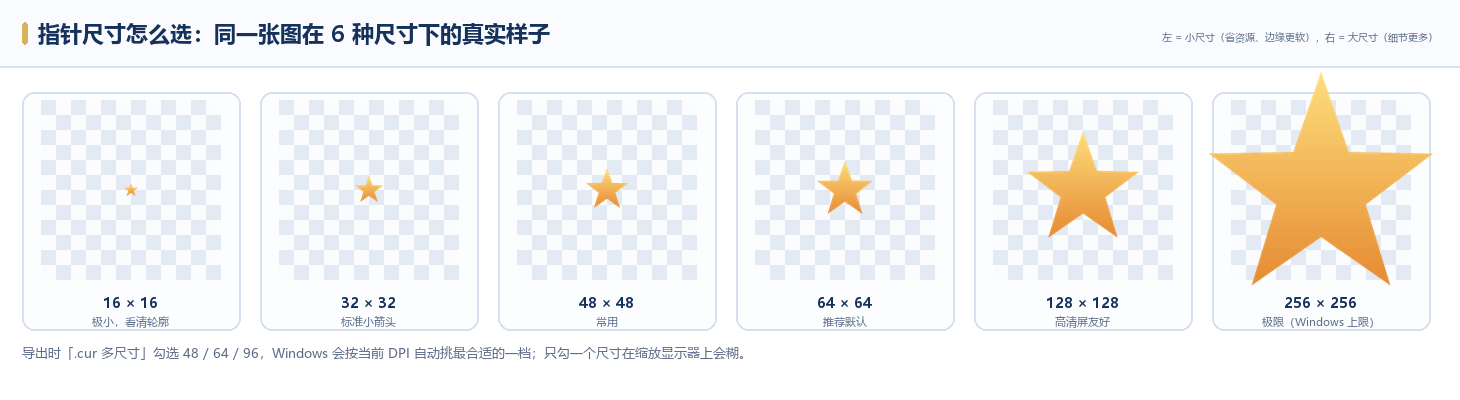 指针尺寸怎么选：同一张图在 6 种尺寸下的真实样子
左 = 小尺寸（省资源、边缘更软），右 = 大尺寸（细节更多）
16 × 16
极小，看清轮廓
32 × 32
标准小箭头
48 × 48
常用
64 × 64
推荐默认
128 × 128
高清屏友好
256 × 256
极限（Windows 上限）
导出时「.cur 多尺寸」勾选 48 / 64 / 96，Windows 会按当前 DPI 自动挑最合适的一档；只勾一个尺寸在缩放显示器上会糊。